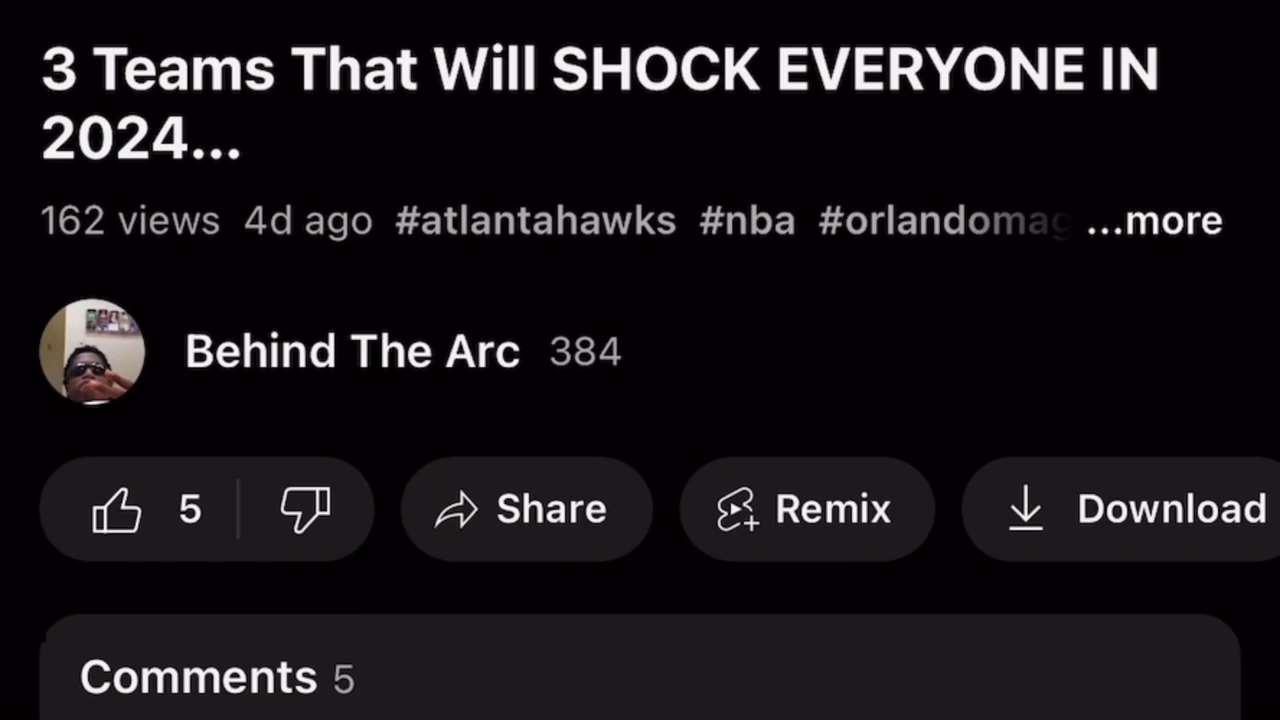 3 Teams That Will SHOCK EVERYONE IN
2024...
162 views 4d ago #atlantahawks #nba #orlandomag ...more
Behind The Arc 384
5 Share Remix Download
Comments 5